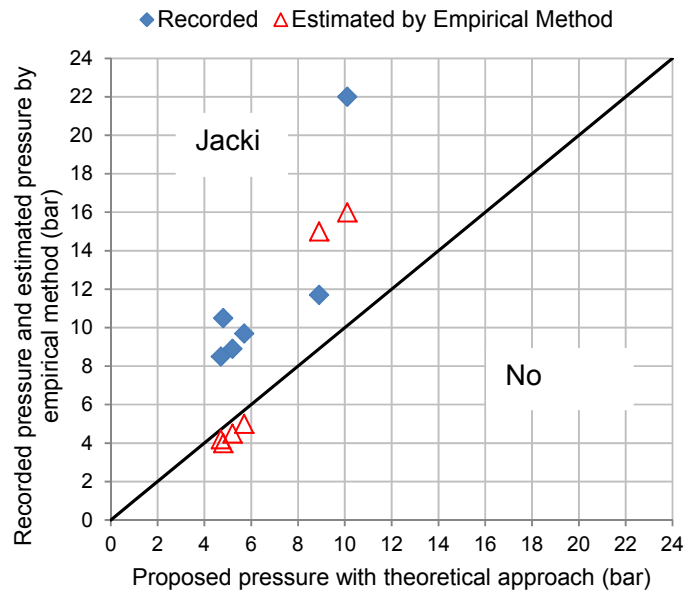 Recorded Estimated by Empirical Method
24
22
20
18
16
14
12
10
8
6
4
2
0
Recorded pressure and estimated pressure by
empirical method (bar)
Jacki
No
0 2 4 6 8 10 12 14 16 18 20 22 24
Proposed pressure with theoretical approach (bar)